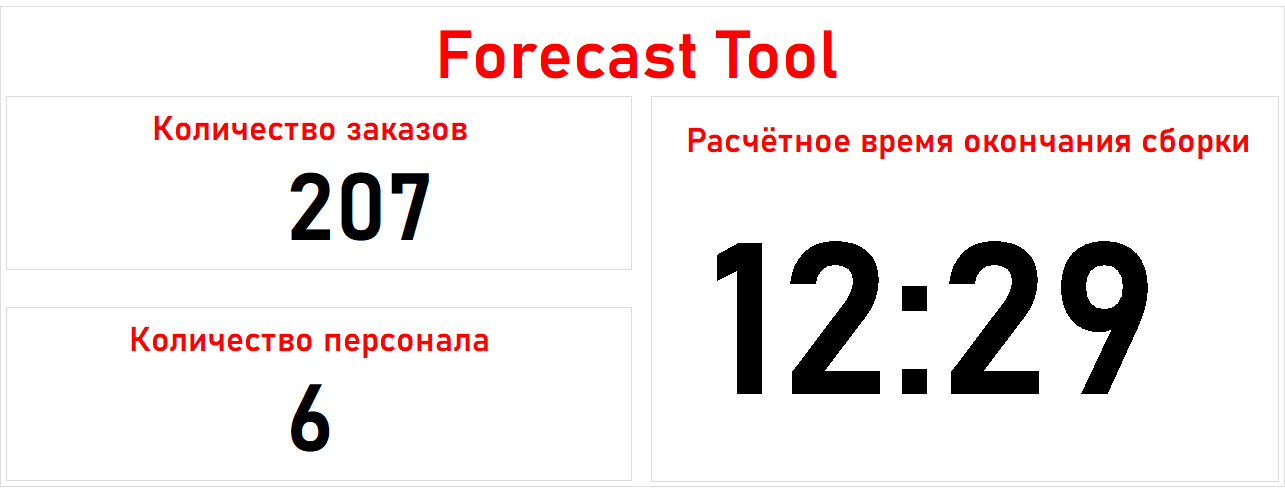 Forecast Tool
Количество заказов
207
Количество персонала
6
Расчётное время окончания сборки
12:29